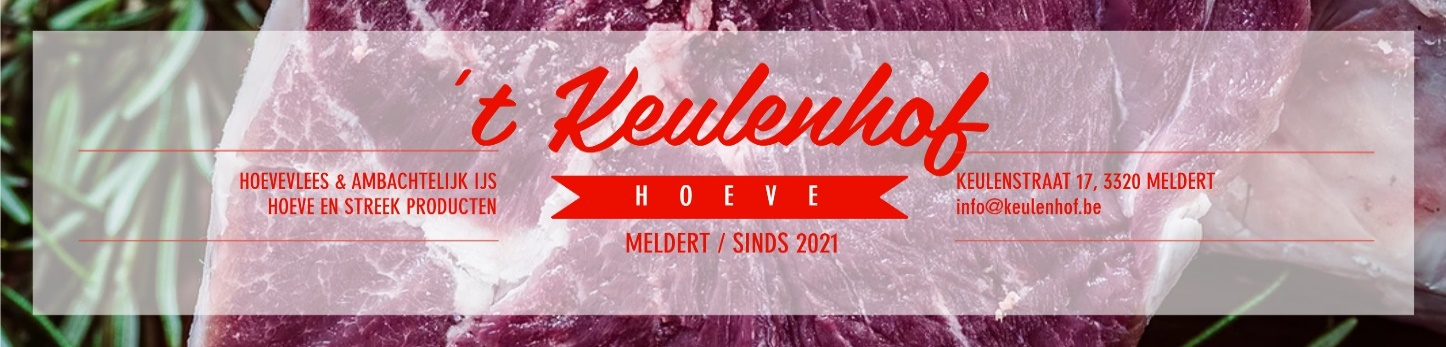 't Keulenhof
HOEVE
MELDERT / SINDS 2021
HOEVEVLEES & AMBACHTELIJK IJS
HOEVE EN STREEK PRODUCTEN
KEULENSTRAAT 17, 3320 MELDERT
info@keulenhof.be